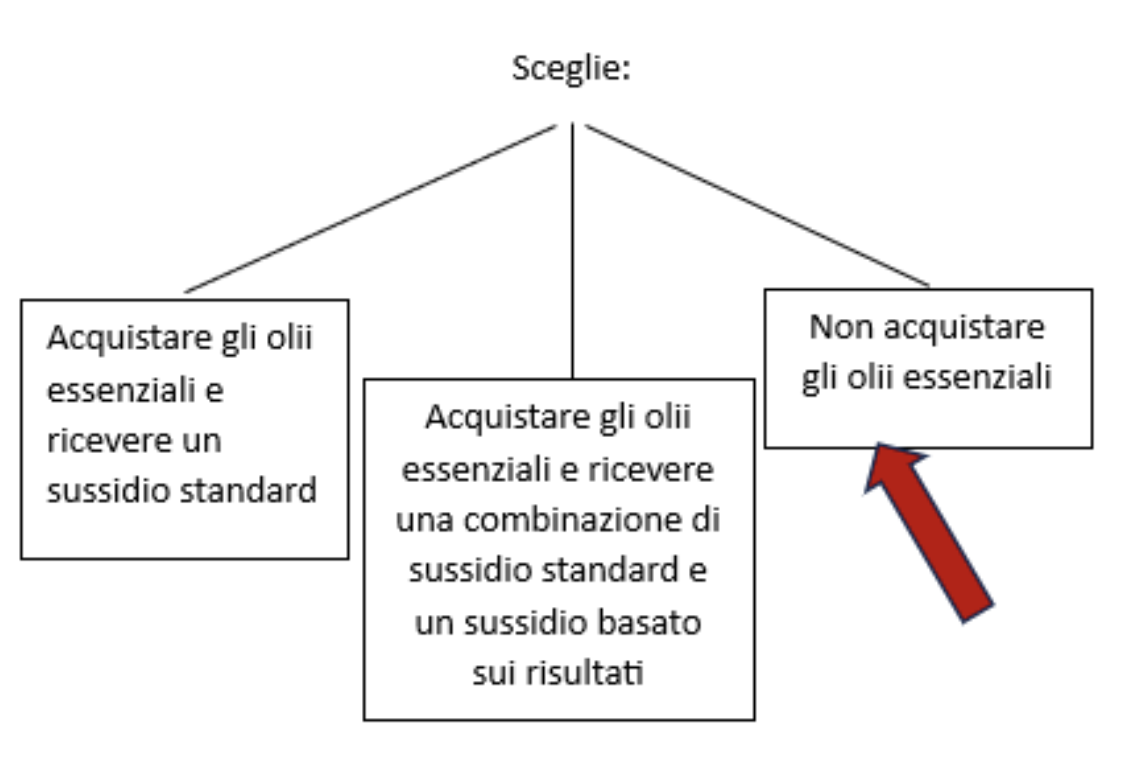 Sceglie:
Acquistare gli olii
essenziali e
ricevere un
sussidio standard
Acquistare gli olii
essenziali e ricevere
una combinazione di
sussidio standard e
un sussidio basato
sui risultati
Non acquistare
gli olii essenziali